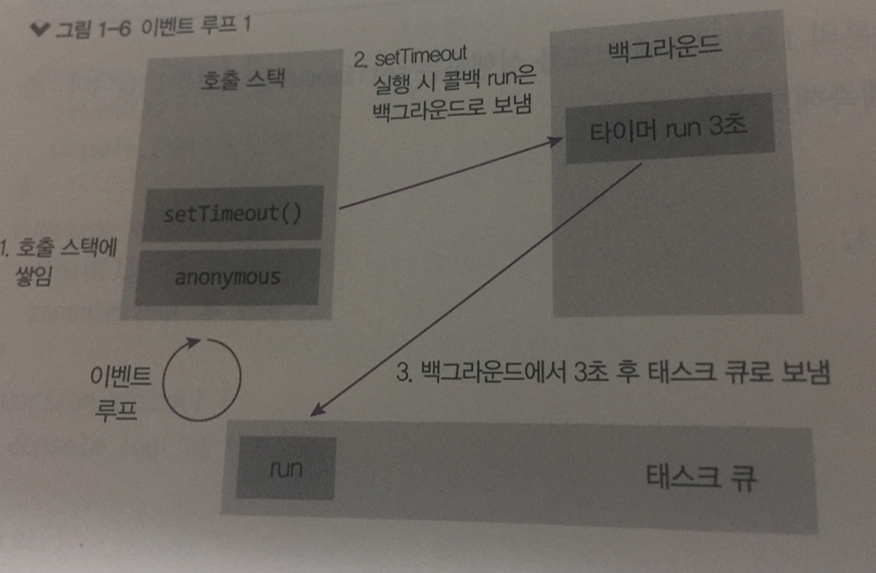 그림 1-6 이벤트 루프 1
호출 스택
setTimeout()
anonymous
1. 호출 스택에
쌓임
2. setTimeout
실행 시 콜백 run은
백그라운드로 보냄
백그라운드
타이머 run 3초
3. 백그라운드에서 3초 후 태스크 큐로 보냄
이벤트
루프
run
태스크 큐